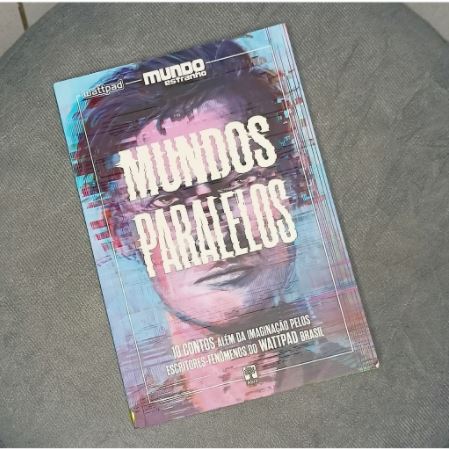 wattpad
MUNDO
estranho
MUNDOS
PARALELOS
10 CONTOS ALÉM DA IMAGINAÇÃO PELOS
ESCRITORES-FENÔMENOS DO WATTPAD BRASIL